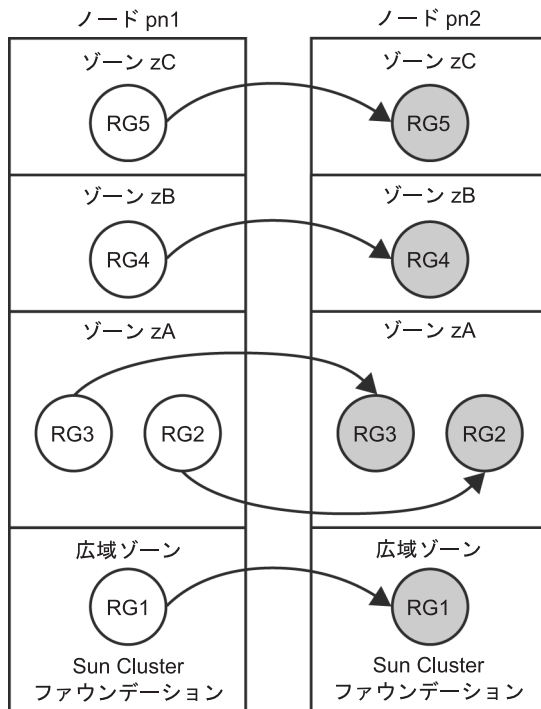 ノード pn1
ゾーン zC
RG5
ゾーン zB
RG4
ゾーン zA
RG3 RG2
広域ゾーン
RG1
Sun Cluster
ファウンデーション
ノード pn2
ゾーン zC
RG5
ゾーン zB
RG4
ゾーン zA
RG3 RG2
広域ゾーン
RG1
Sun Cluster
ファウンデーション